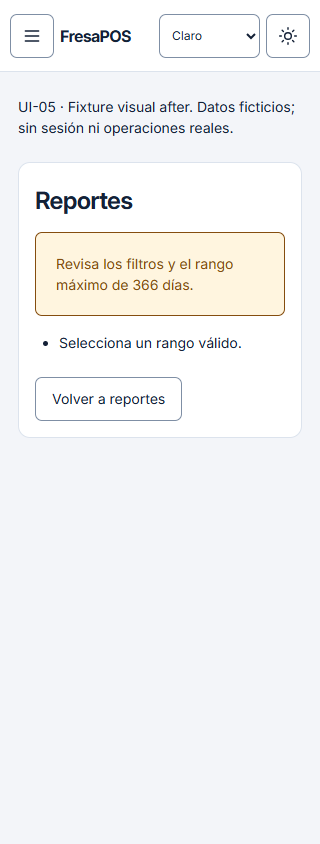 FresaPOS
Claro
UI-05 · Fixture visual after. Datos ficticios;
sin sesión ni operaciones reales.
Reportes
Revisa los filtros y el rango
máximo de 366 días.
Selecciona un rango válido.
Volver a reportes